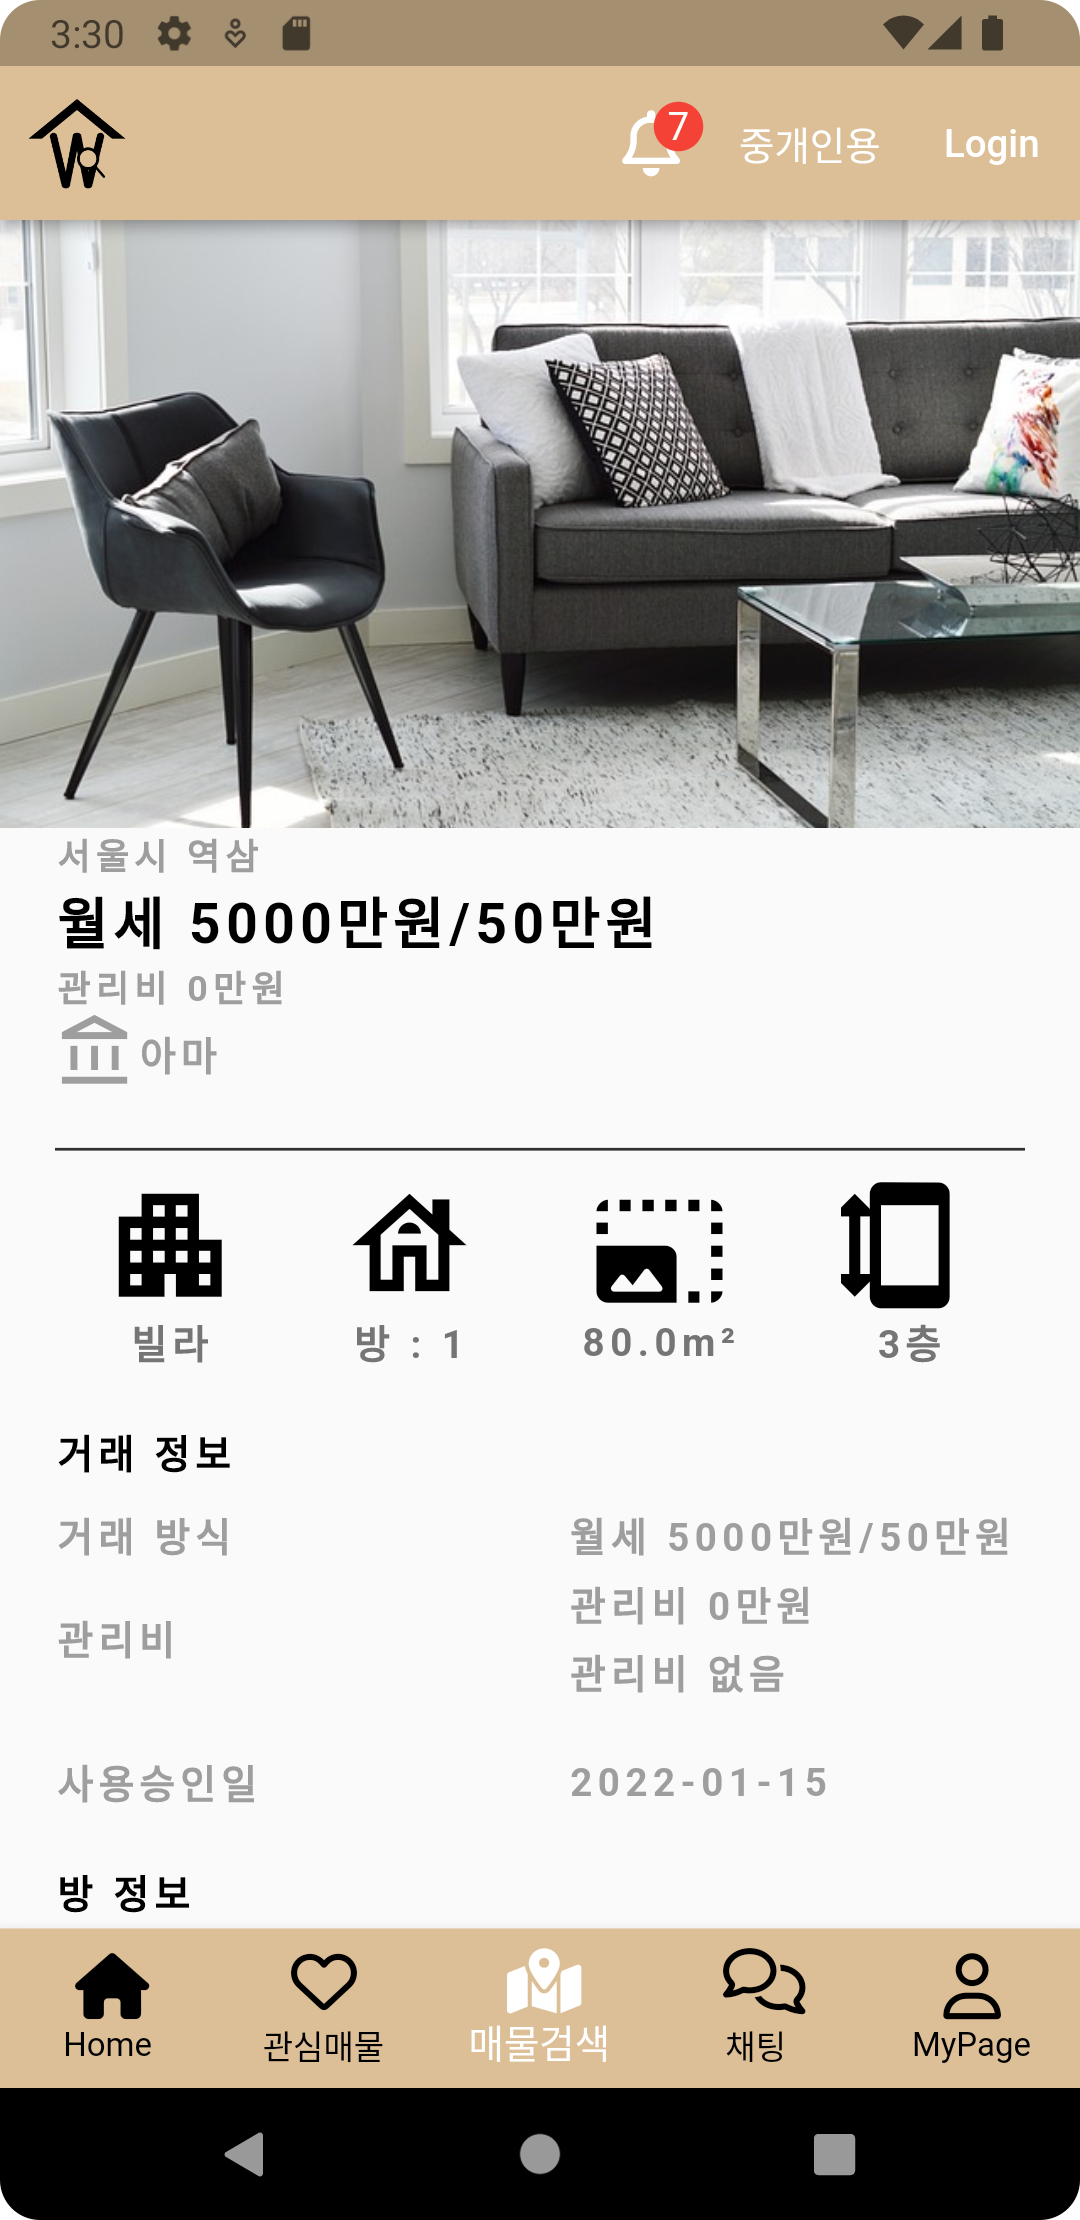 3:30
7
중개인용
Login
서울시 역삼
월세 5000만원/50만원
관리비 0만원
아마
빌라
방 : 1
80.0m²
3층
거래 정보
거래 방식
월세 5000만원/50만원
관리비
관리비 0만원
관리비 없음
사용승인일
2022-01-15
방 정보
Home
관심매물
매물검색
채팅
MyPage